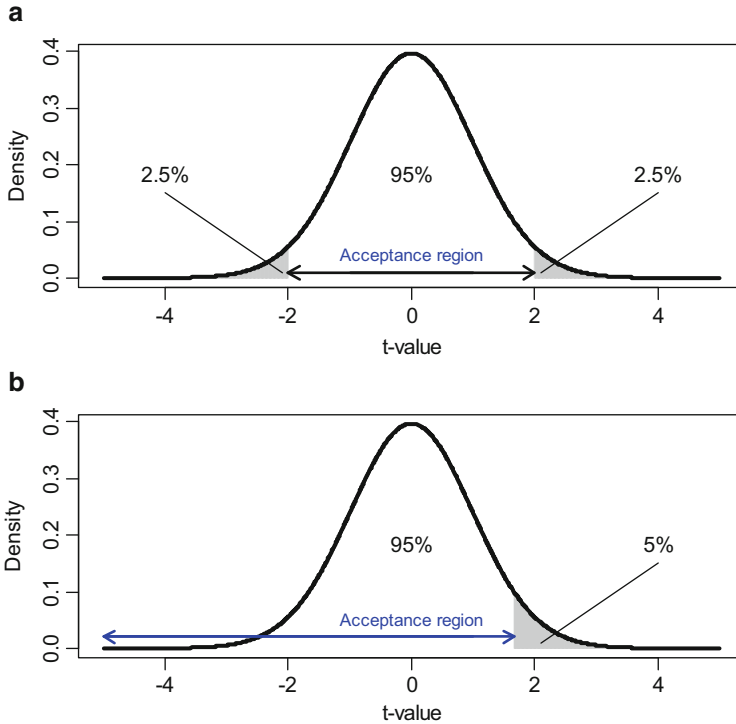 a
0.4
0.3
0.2
0.1
0.0
Density
2.5%
95%
2.5%
Acceptance region
-4 -2 0 2 4
t-value
b
0.4
0.3
0.2
0.1
0.0
Density
95%
5%
Acceptance region
-4 -2 0 2 4
t-value